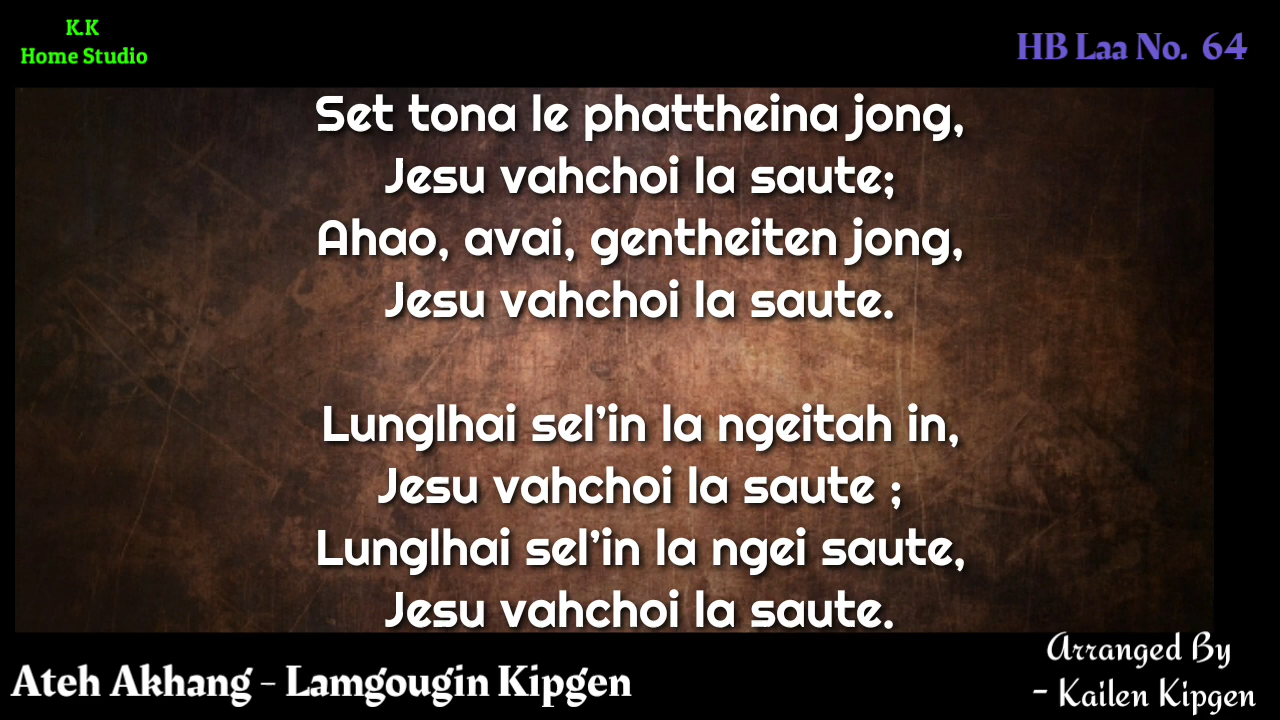 K.K
Home Studio
HB Laa No. 64
Set tona le phattheina jong,
Jesu vahchoi la saute;
Ahao, avai, gentheiten jong,
Jesu vahchoi la saute.
Lunglhai sel’in la ngeitah in,
Jesu vahchoi la saute ;
Lunglhai sel’in la ngei saute,
Jesu vahchoi la saute.
Ateh Akhang - Lamgougin Kipgen
Arranged By
- Kailen Kipgen